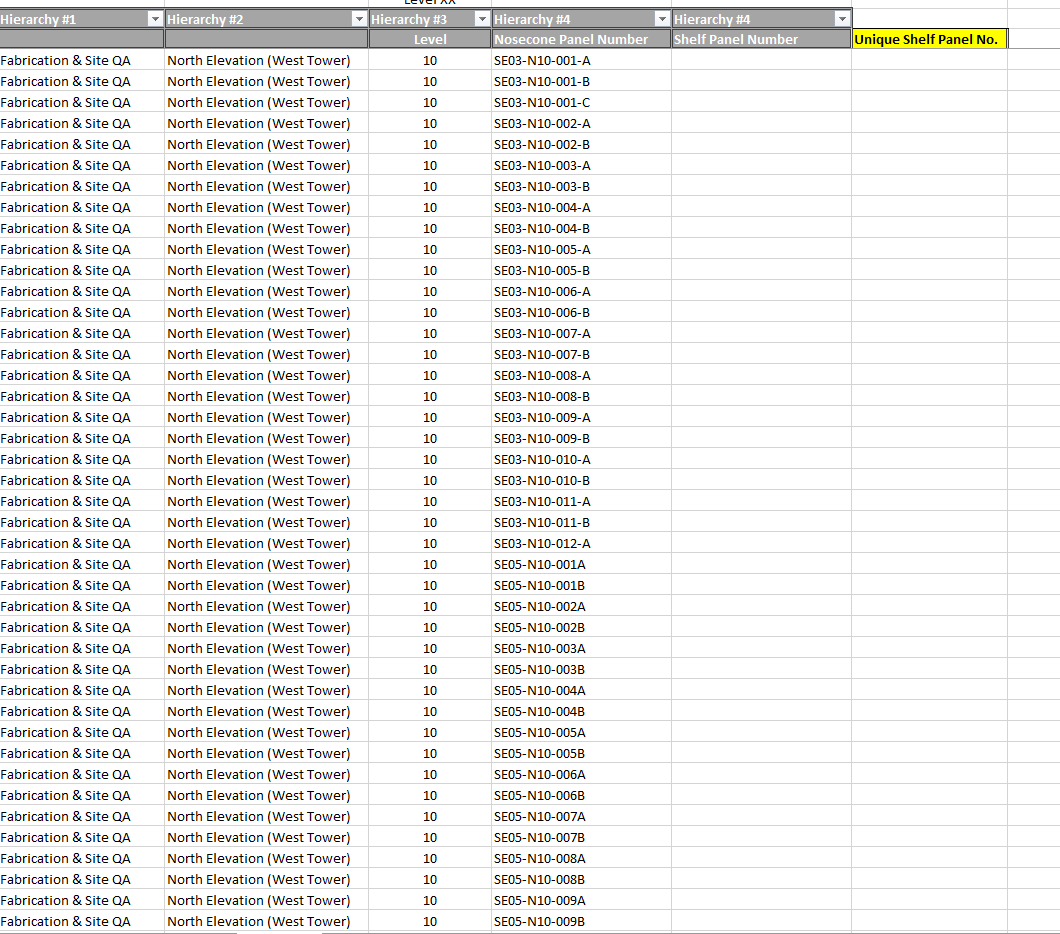 Level XX
Hierarchy #1 Hierarchy #2 Hierarchy #3 Hierarchy #4 Hierarchy #4
Level Nosecone Panel Number Shelf Panel Number Unique Shelf Panel No.
Fabrication & Site QA North Elevation (West Tower) 10 SE03-N10-001-A
Fabrication & Site QA North Elevation (West Tower) 10 SE03-N10-001-B
Fabrication & Site QA North Elevation (West Tower) 10 SE03-N10-001-C
Fabrication & Site QA North Elevation (West Tower) 10 SE03-N10-002-A
Fabrication & Site QA North Elevation (West Tower) 10 SE03-N10-002-B
Fabrication & Site QA North Elevation (West Tower) 10 SE03-N10-003-A
Fabrication & Site QA North Elevation (West Tower) 10 SE03-N10-003-B
Fabrication & Site QA North Elevation (West Tower) 10 SE03-N10-004-A
Fabrication & Site QA North Elevation (West Tower) 10 SE03-N10-004-B
Fabrication & Site QA North Elevation (West Tower) 10 SE03-N10-005-A
Fabrication & Site QA North Elevation (West Tower) 10 SE03-N10-005-B
Fabrication & Site QA North Elevation (West Tower) 10 SE03-N10-006-A
Fabrication & Site QA North Elevation (West Tower) 10 SE03-N10-006-B
Fabrication & Site QA North Elevation (West Tower) 10 SE03-N10-007-A
Fabrication & Site QA North Elevation (West Tower) 10 SE03-N10-007-B
Fabrication & Site QA North Elevation (West Tower) 10 SE03-N10-008-A
Fabrication & Site QA North Elevation (West Tower) 10 SE03-N10-008-B
Fabrication & Site QA North Elevation (West Tower) 10 SE03-N10-009-A
Fabrication & Site QA North Elevation (West Tower) 10 SE03-N10-009-B
Fabrication & Site QA North Elevation (West Tower) 10 SE03-N10-010-A
Fabrication & Site QA North Elevation (West Tower) 10 SE03-N10-010-B
Fabrication & Site QA North Elevation (West Tower) 10 SE03-N10-011-A
Fabrication & Site QA North Elevation (West Tower) 10 SE03-N10-011-B
Fabrication & Site QA North Elevation (West Tower) 10 SE03-N10-012-A
Fabrication & Site QA North Elevation (West Tower) 10 SE05-N10-001A
Fabrication & Site QA North Elevation (West Tower) 10 SE05-N10-001B
Fabrication & Site QA North Elevation (West Tower) 10 SE05-N10-002A
Fabrication & Site QA North Elevation (West Tower) 10 SE05-N10-002B
Fabrication & Site QA North Elevation (West Tower) 10 SE05-N10-003A
Fabrication & Site QA North Elevation (West Tower) 10 SE05-N10-003B
Fabrication & Site QA North Elevation (West Tower) 10 SE05-N10-004A
Fabrication & Site QA North Elevation (West Tower) 10 SE05-N10-004B
Fabrication & Site QA North Elevation (West Tower) 10 SE05-N10-005A
Fabrication & Site QA North Elevation (West Tower) 10 SE05-N10-005B
Fabrication & Site QA North Elevation (West Tower) 10 SE05-N10-006A
Fabrication & Site QA North Elevation (West Tower) 10 SE05-N10-006B
Fabrication & Site QA North Elevation (West Tower) 10 SE05-N10-007A
Fabrication & Site QA North Elevation (West Tower) 10 SE05-N10-007B
Fabrication & Site QA North Elevation (West Tower) 10 SE05-N10-008A
Fabrication & Site QA North Elevation (West Tower) 10 SE05-N10-008B
Fabrication & Site QA North Elevation (West Tower) 10 SE05-N10-009A
Fabrication & Site QA North Elevation (West Tower) 10 SE05-N10-009B